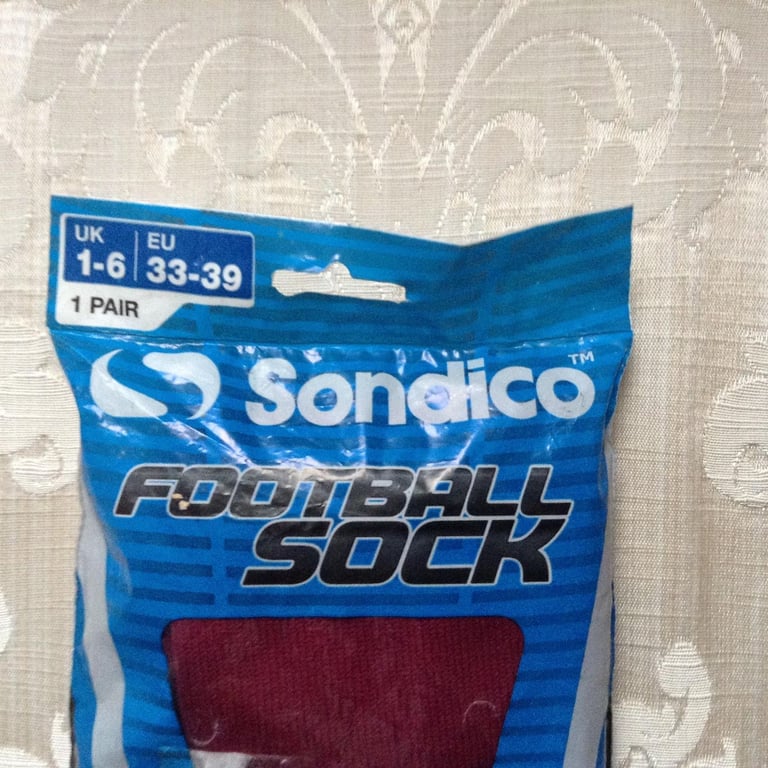 UK EU
1-6 33-39
1 PAIR
Sondico™
FOOTBALL
SOCK